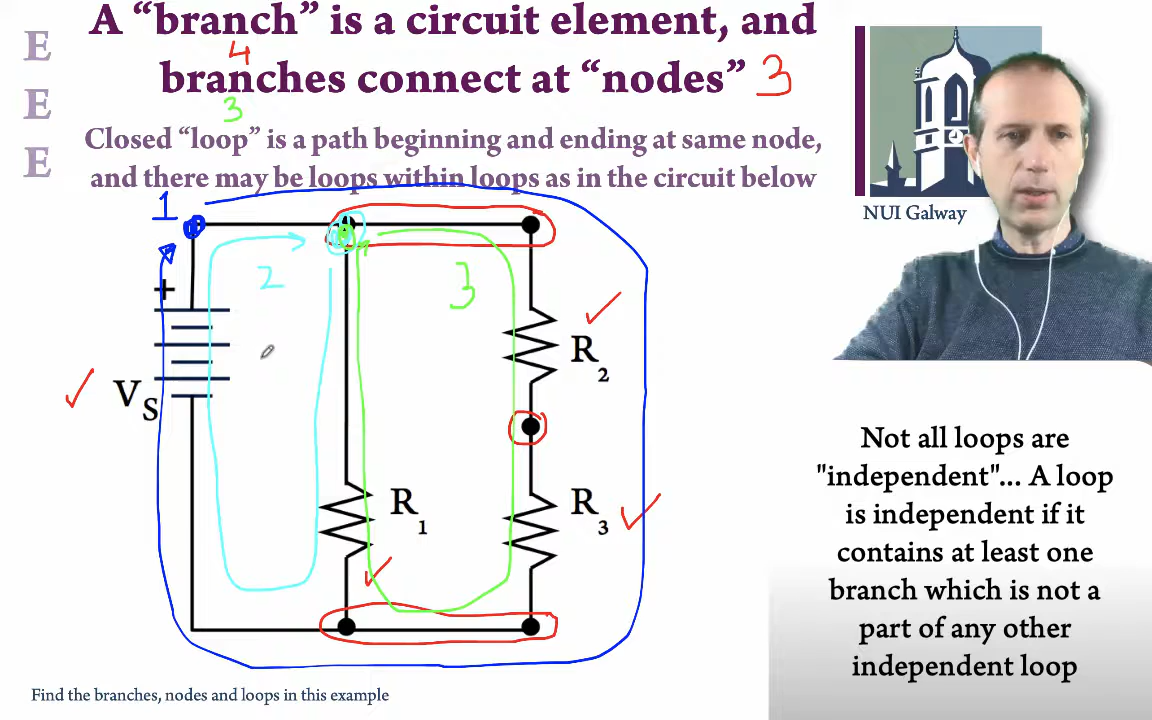 E
E
E
A “branch” is a circuit element, and
4
branches connect at “nodes” 3
3
Closed “loop” is a path beginning and ending at same node,
and there may be loops within loops as in the circuit below
NUI Galway
1
2
3
+
V S
R 1
R 2
R 3
Not all loops are
"independent"... A loop
is independent if it
contains at least one
branch which is not a
part of any other
independent loop
Find the branches, nodes and loops in this example